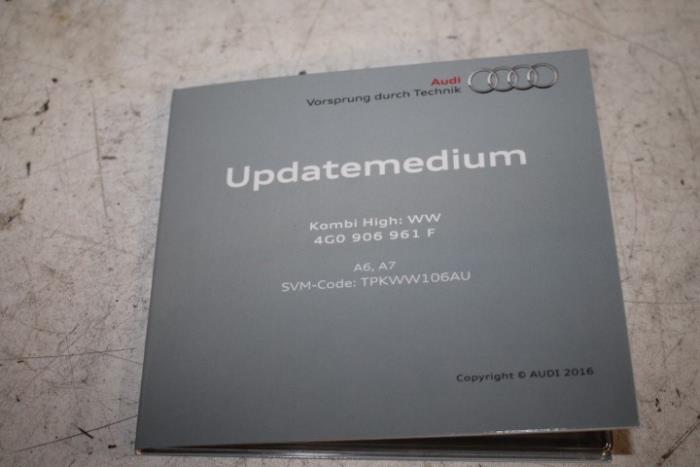 Audi
Vorsprung durch Technik
Updatemedium
Kombi High: WW
4G0 906 961 F
A6, A7
SVM-Code: TPKWW106AU
Copyright © AUDI 2016